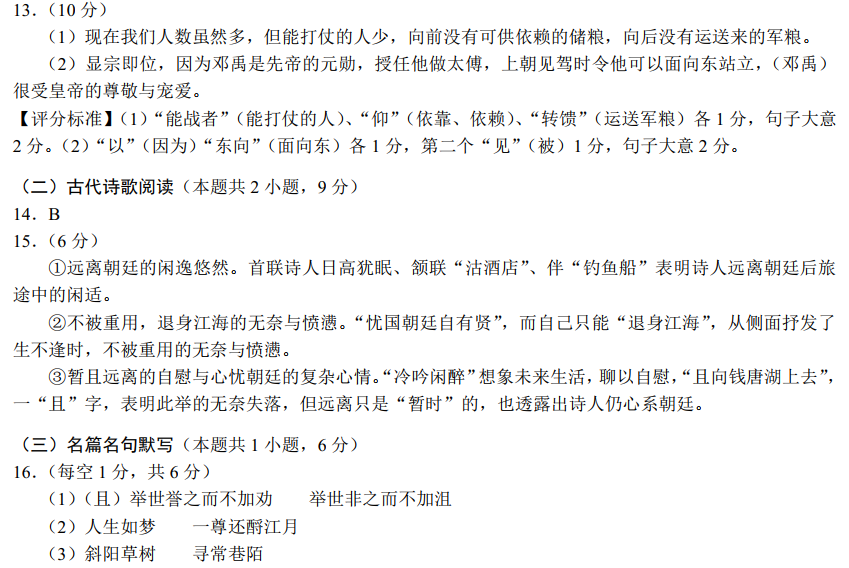 13.（10 分）
（1）现在我们人数虽然多，但能打仗的人少，向前没有可供依赖的储粮，向后没有运送来的军粮。
（2）显宗即位，因为邓禹是先帝的元勋，授任他做太傅，上朝见驾时令他可以面向东站立，（邓禹）
很受皇帝的尊敬与宠爱。
【评分标准】（1）“能战者”（能打仗的人）、“仰”（依靠、依赖）、“转馈”（运送军粮）各 1 分，句子大意
2 分。（2）“以”（因为）“东向”（面向东）各 1 分，第二个“见”（被）1 分，句子大意 2 分。
（二）古代诗歌阅读（本题共 2 小题，9 分）
14．B
15.（6 分）
①远离朝廷的闲逸悠然。首联诗人日高犹眠、颔联“沽酒店”、伴“钓鱼船”表明诗人远离朝廷后旅
途中的闲适。
②不被重用，退身江海的无奈与愤懑。“忧国朝廷自有贤”，而自己只能“退身江海”，从侧面抒发了
生不逢时，不被重用的无奈与愤懑。
③暂且远离的自慰与心忧朝廷的复杂心情。“冷吟闲醉”想象未来生活，聊以自慰，“且向钱唐湖上去”，
一“且”字，表明此举的无奈失落，但远离只是“暂时”的，也透露出诗人仍心系朝廷。
（三）名篇名句默写（本题共 1 小题，6 分）
16.（每空 1 分，共 6 分）
（1）（且）举世誉之而不加劝　　举世非之而不加沮
（2）人生如梦　　一尊还酹江月
（3）斜阳草树　　寻常巷陌